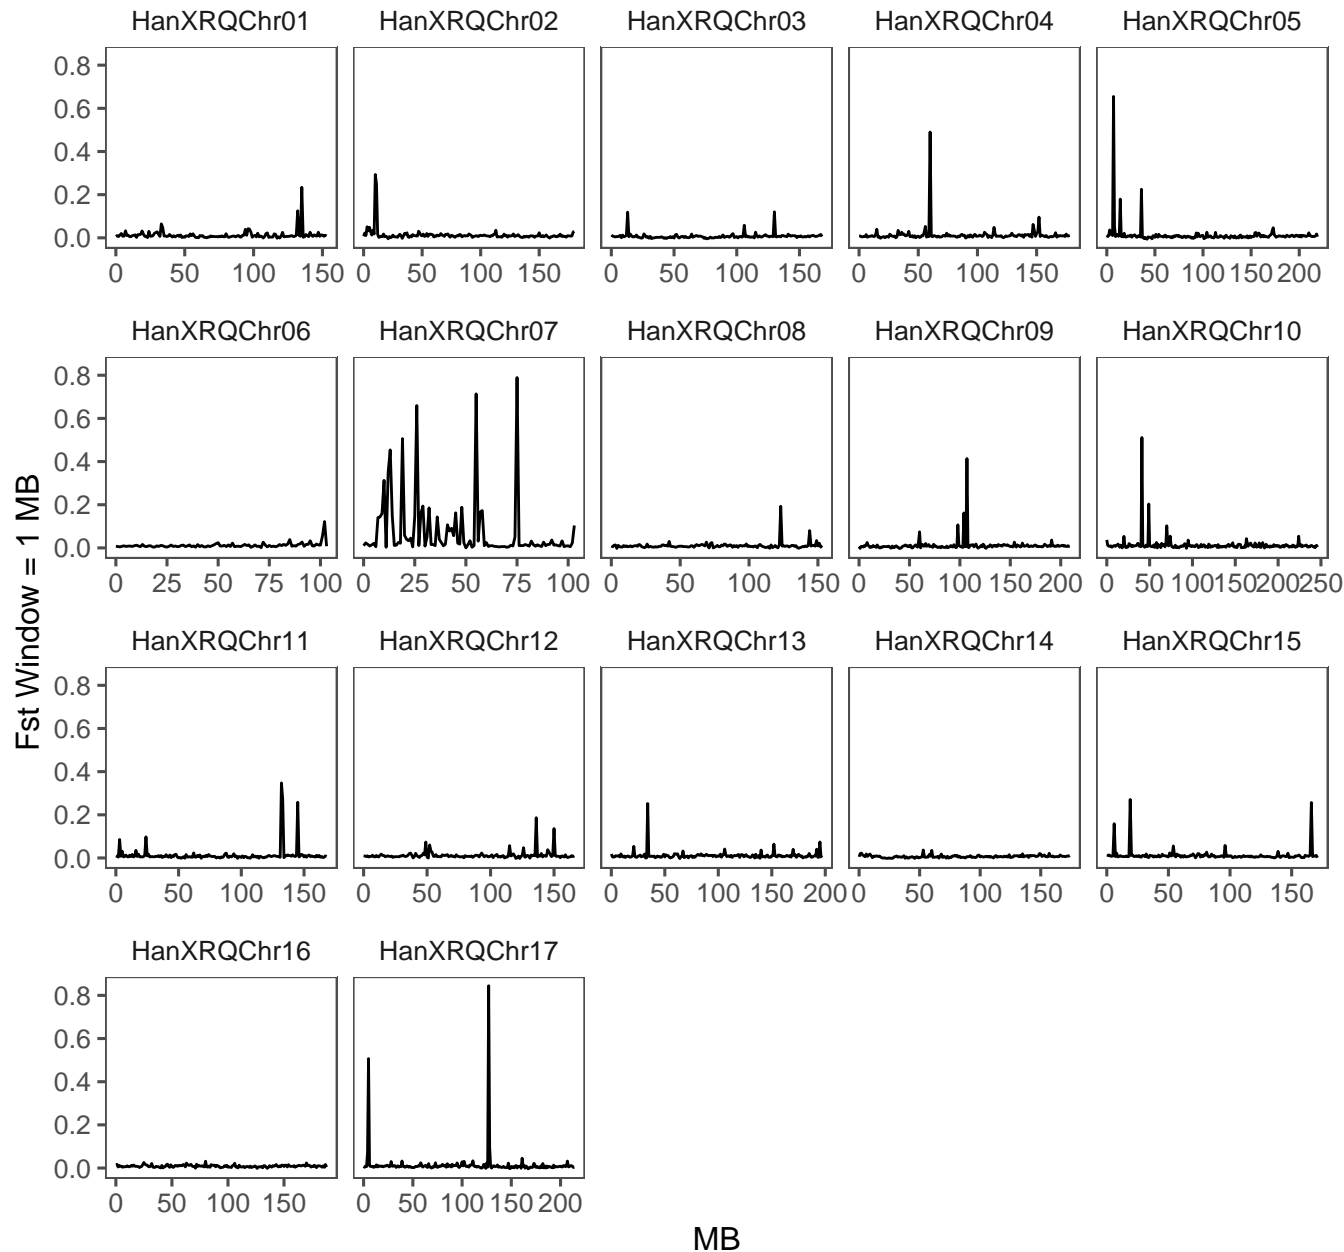 HanXRQChr01 HanXRQChr02 HanXRQChr03 HanXRQChr04 HanXRQChr05
0.8
0.6
0.4
0.2
0.0
0 50 100 150 0 50 100 150 0 50 100 150 0 50 100 150 0 50 100 150 200
HanXRQChr06 HanXRQChr07 HanXRQChr08 HanXRQChr09 HanXRQChr10
0.8
0.6
0.4
0.2
0.0
0 25 50 75 100 0 25 50 75 100 0 50 100 150 0 50 100 150 200 0 50 100 150 200 250
Fst Window = 1 MB
HanXRQChr11 HanXRQChr12 HanXRQChr13 HanXRQChr14 HanXRQChr15
0.8
0.6
0.4
0.2
0.0
0 50 100 150 0 50 100 150 0 50 100 150 200 0 50 100 150 0 50 100 150
HanXRQChr16 HanXRQChr17
0.8
0.6
0.4
0.2
0.0
0 50 100 150 0 50 100 150 200
MB